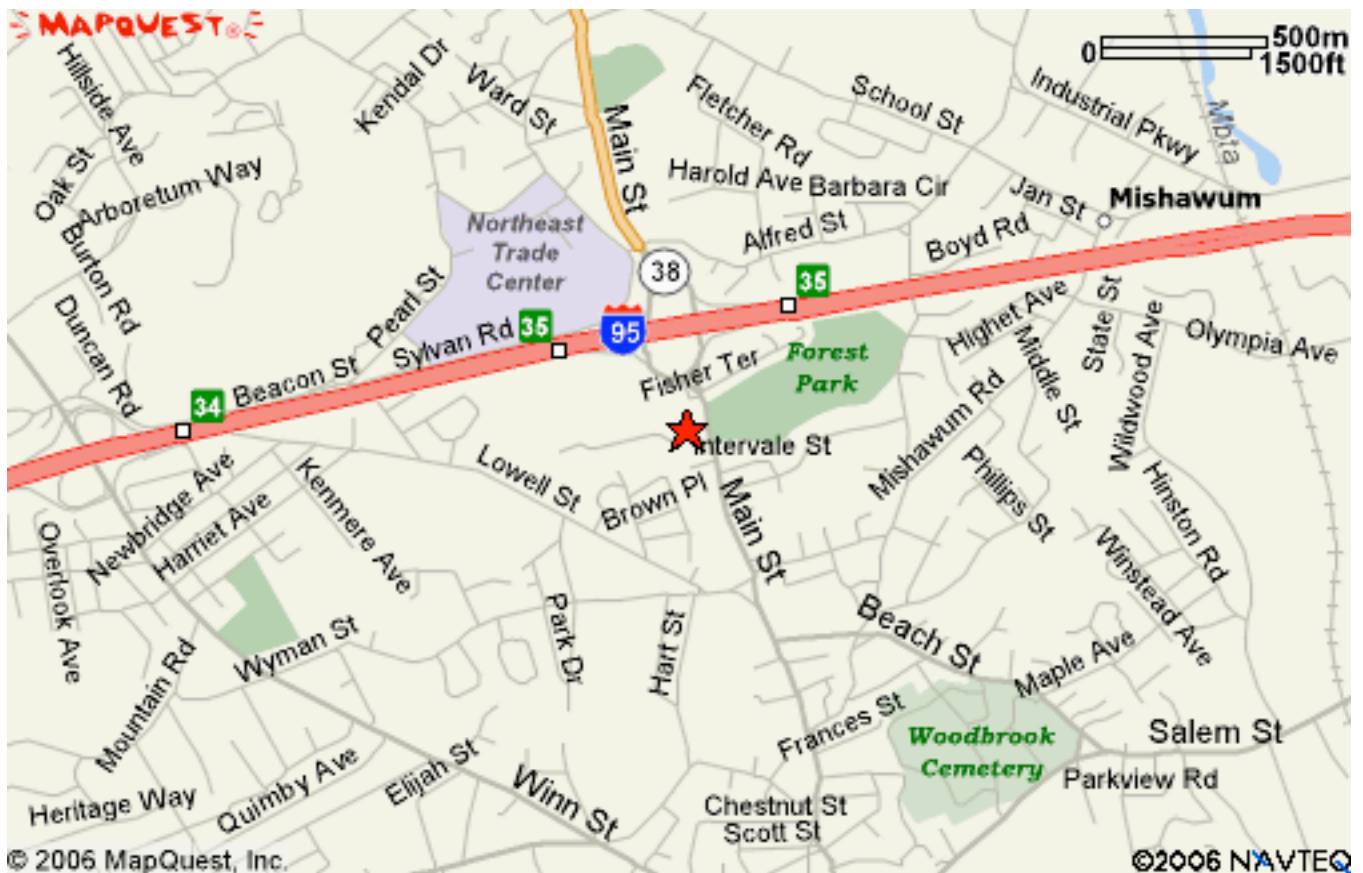 MAPQUEST®
0 500m
1500ft
Hillside Ave
Kendal Dr
Ward St
Main St
Fletcher Rd
School St
Industrial Pkwy
Mbta
Oak St
Arboretum Way
Harold Ave
Barbara Cir
Jan St
Mishawum
Northeast
Trade
Center
Alfred St
Boyd Rd
Burton Rd
38
35
Duncan Rd
Pearl St
Sylvan Rd
35
95
Highet Ave
State St
Olympia Ave
Forest
Park
Middle St
Wildwood Ave
Beacon St
34
Fisher Ter
Mishawum Rd
Intervale St
Lowell St
Brown Pl
Main St
Phillips St
Hinston Rd
Newbridge Ave
Harriet Ave
Kenmere Ave
Overlook Ave
Winstead Ave
Park Dr
Hart St
Beach St
Maple Ave
Wyman St
Mountain Rd
Frances St
Woodbrook
Cemetery
Salem St
Parkview Rd
Heritage Way
Quimby Ave
Elijah St
Winn St
Chestnut St
Scott St
© 2006 MapQuest, Inc.
©2006 NAVTEQ